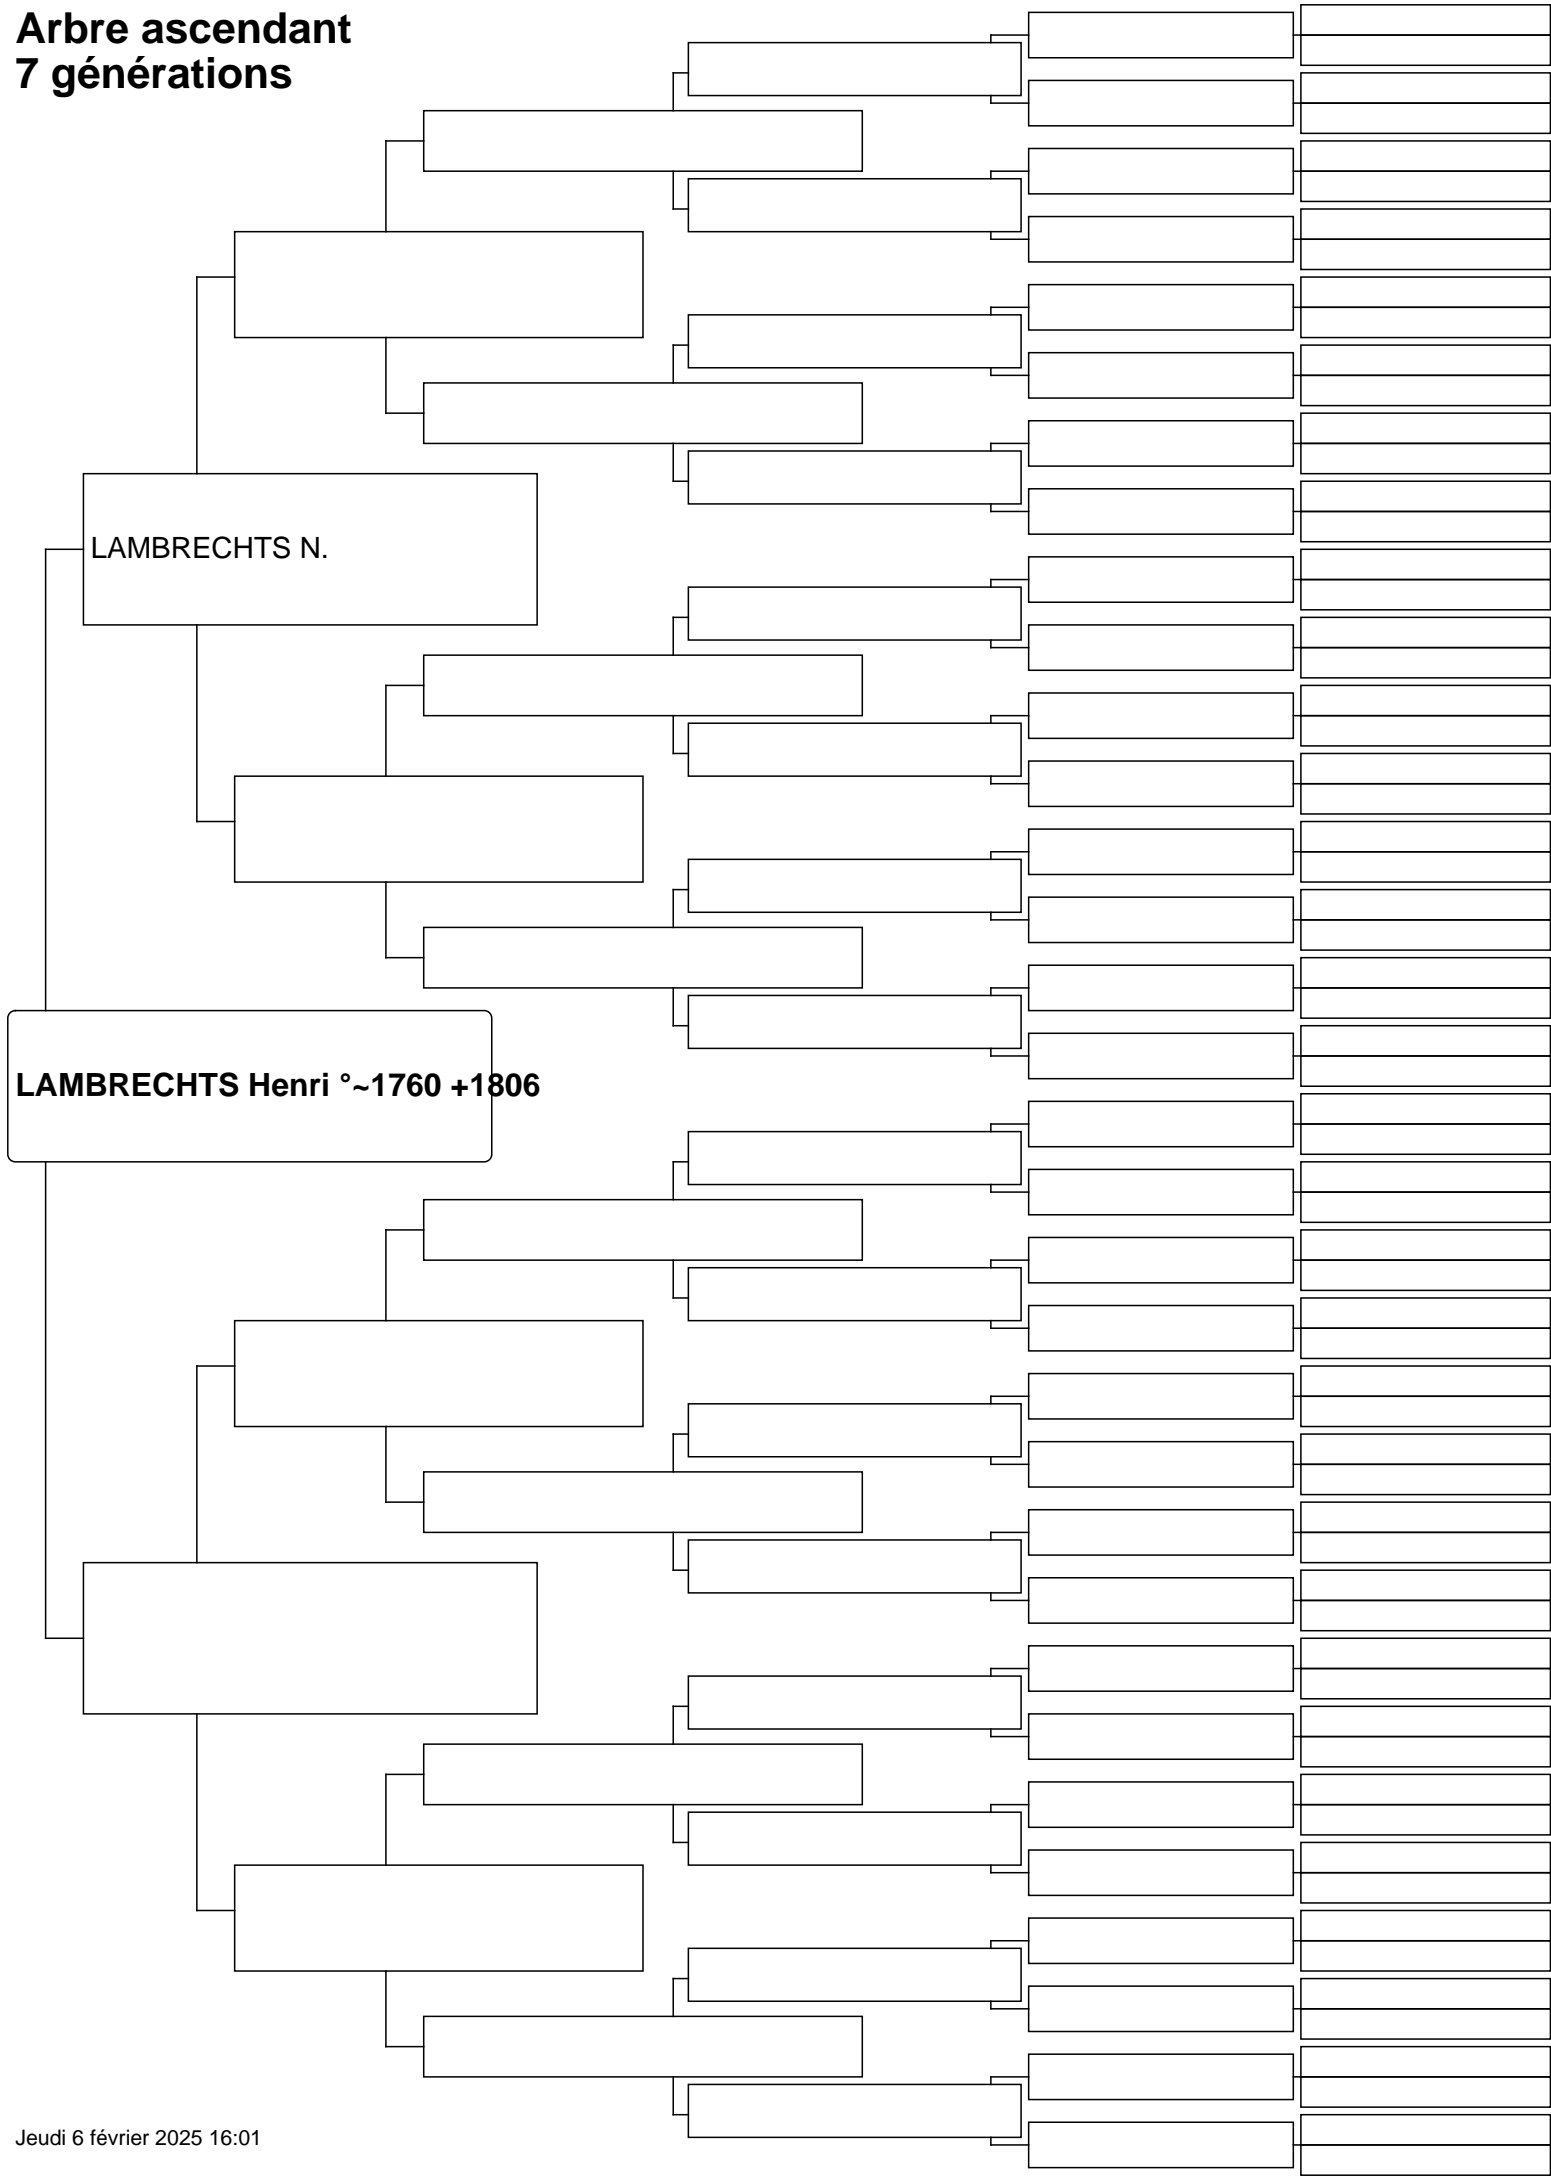 Arbre ascendant
7 générations
LAMBRECHTS N.
LAMBRECHTS Henri °~1760 +1806
Jeudi 6 février 2025 16:01